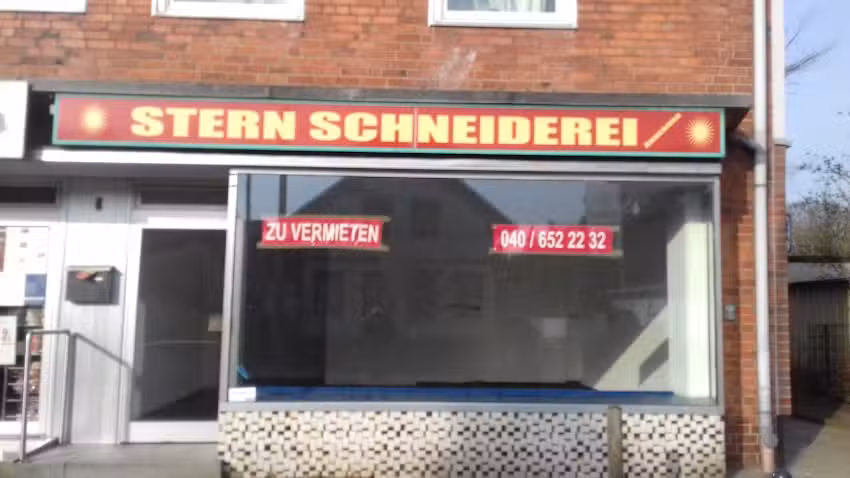 STERN SCHNEIDEREI
ZU VERMIETEN
040 / 652 22 32